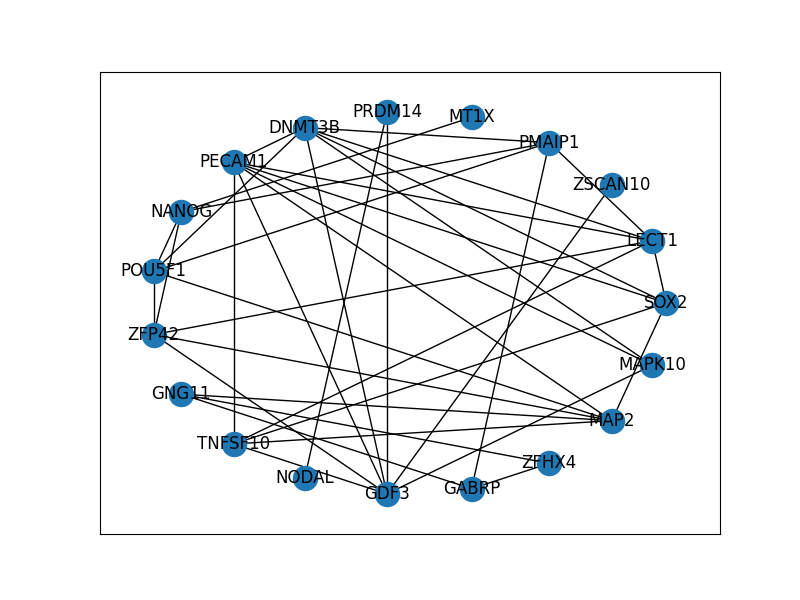 PRDM14
MT1X
DNMT3B
PMAIP1
PECAM1
ZSCAN10
NANOG
LECT1
POU5F1
SOX2
ZFP42
MAPK10
GNG11
MAP2
TNFSF10
ZFHX4
NODAL
GABRP
GDF3